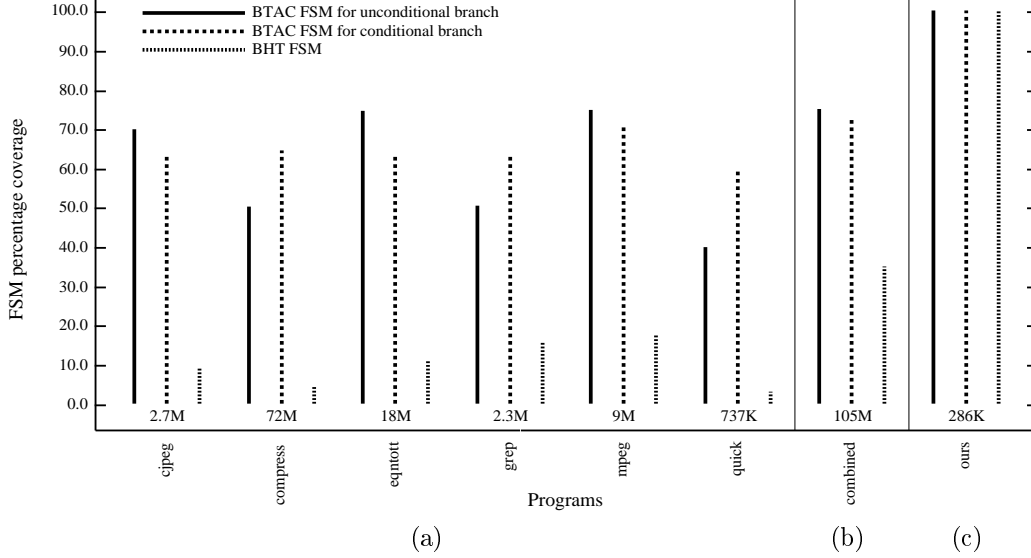 BTAC FSM for unconditional branch
BTAC FSM for conditional branch
BHT FSM
FSM percentage coverage
100.0
90.0
80.0
70.0
60.0
50.0
40.0
30.0
20.0
10.0
0.0
2.7M 72M 18M 2.3M 9M 737K 105M 286K
cjpeg compress eqntott grep mpeg quick combined ours
Programs
(a) (b) (c)